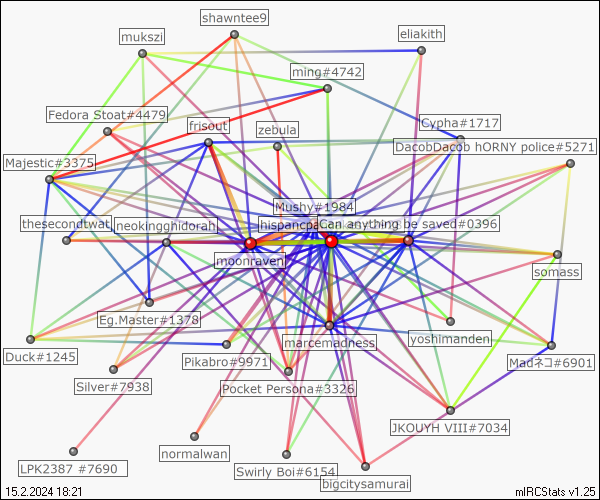 shawntee9
mukszi
eliakith
ming#4742
Fedora Stoat#4479
frisout
zebula
Cypha#1717
DacobDacob hORNY police#5271
Majestic#3375
Mushy#1984
thesecondtwat
neokingghidorah
hispancpa
Can anything be saved#0396
moonraven
somass
Eg.Master#1378
marcemadness
yoshimanden
Duck#1245
Pikabro#9971
Madネコ#6901
Silver#7938
Pocket Persona#3326
JKOUYH VIII#7034
LPK2387 #7690
normalwan
Swirly Boi#6154
bigcitysamurai
15.2.2024 18:21
mIRCStats v1.25